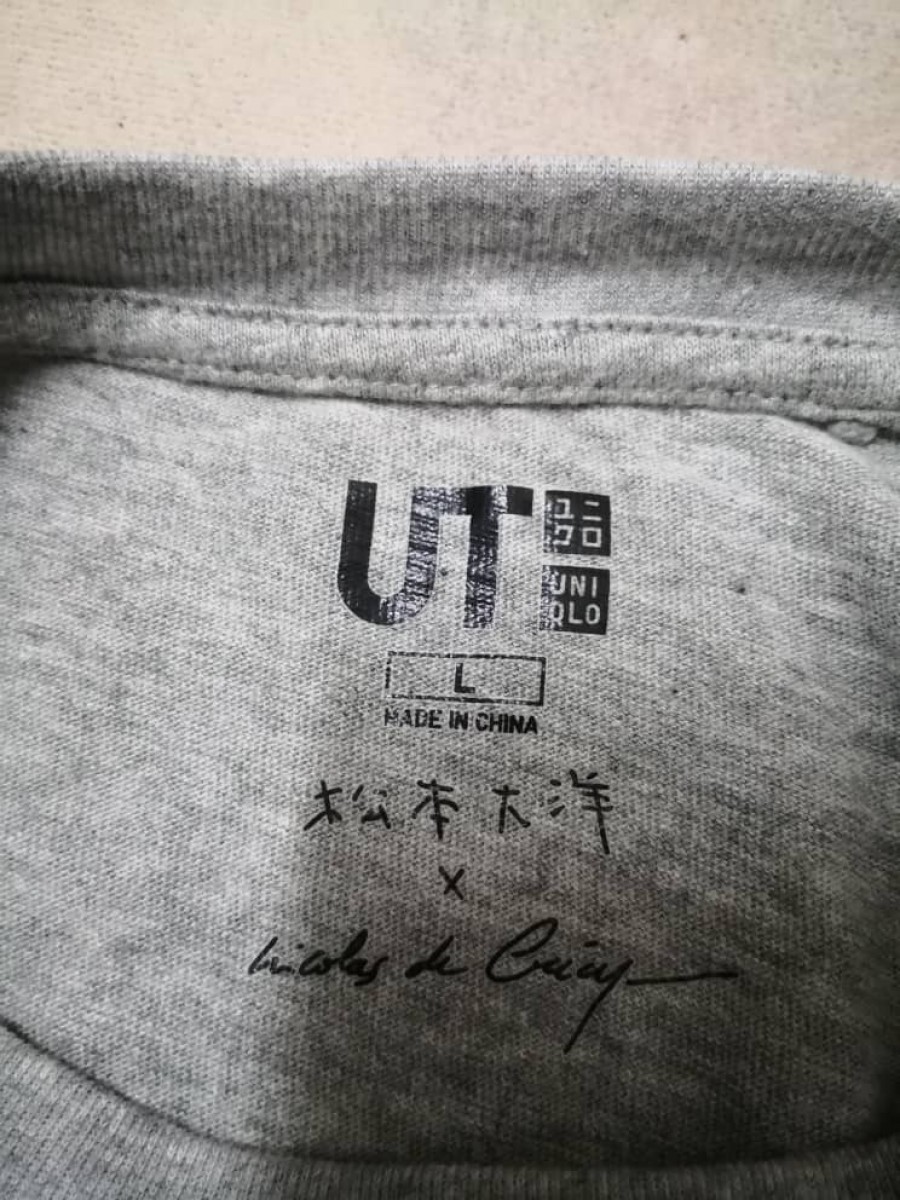 UT
ユニ
クロ
UNI
QLO
L
MADE IN CHINA
松本大洋
x
Nicolas de Crécy